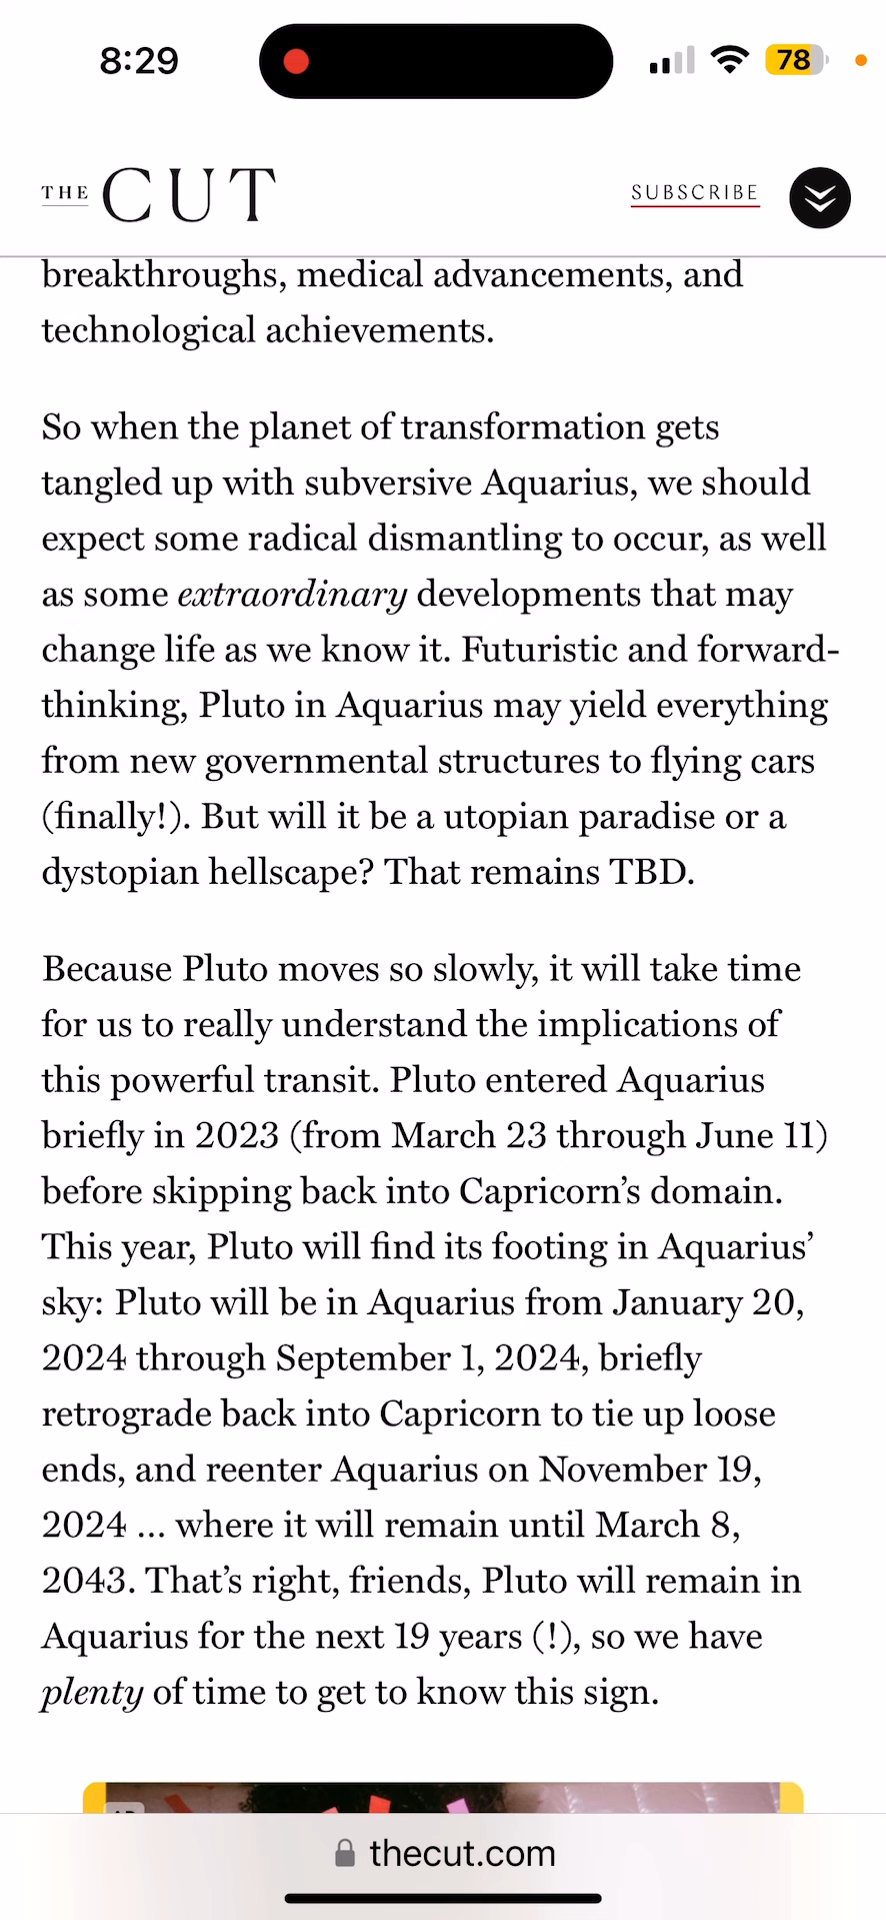 8:29
78
THE CUT
SUBSCRIBE
breakthroughs, medical advancements, and
technological achievements.
So when the planet of transformation gets
tangled up with subversive Aquarius, we should
expect some radical dismantling to occur, as well
as some extraordinary developments that may
change life as we know it. Futuristic and forward-
thinking, Pluto in Aquarius may yield everything
from new governmental structures to flying cars
(finally!). But will it be a utopian paradise or a
dystopian hellscape? That remains TBD.
Because Pluto moves so slowly, it will take time
for us to really understand the implications of
this powerful transit. Pluto entered Aquarius
briefly in 2023 (from March 23 through June 11)
before skipping back into Capricorn’s domain.
This year, Pluto will find its footing in Aquarius’
sky: Pluto will be in Aquarius from January 20,
2024 through September 1, 2024, briefly
retrograde back into Capricorn to tie up loose
ends, and reenter Aquarius on November 19,
2024 ... where it will remain until March 8,
2043. That’s right, friends, Pluto will remain in
Aquarius for the next 19 years (!), so we have
plenty of time to get to know this sign.
thecut.com